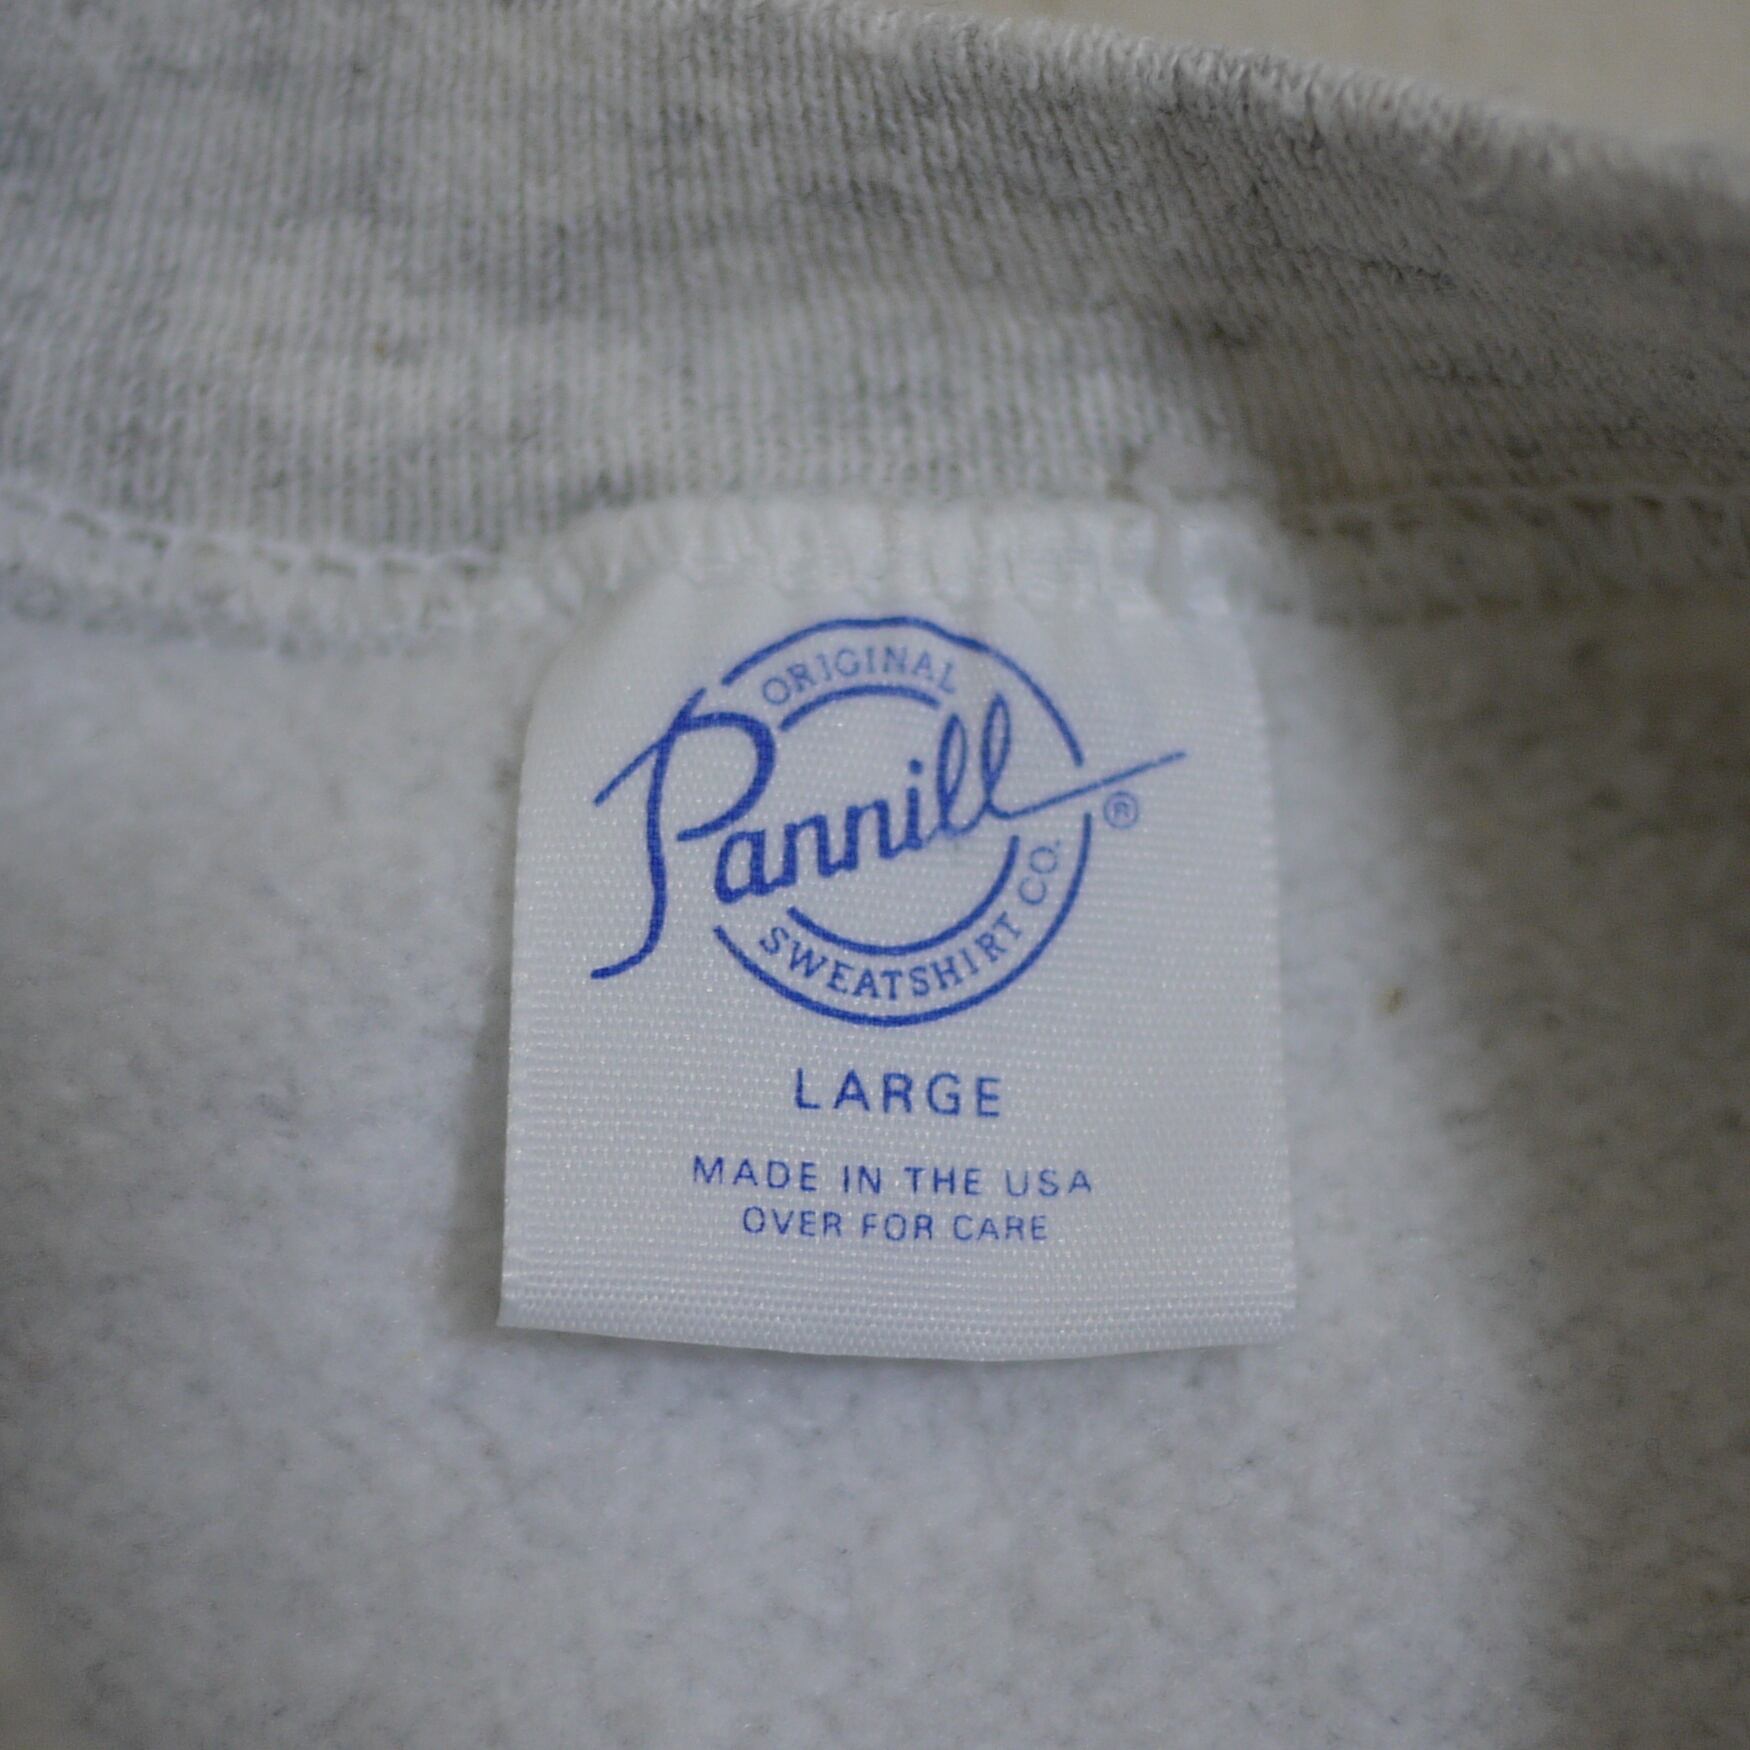 ORIGINAL
Pannill ®
SWEATSHIRT CO.
LARGE
MADE IN THE USA
OVER FOR CARE